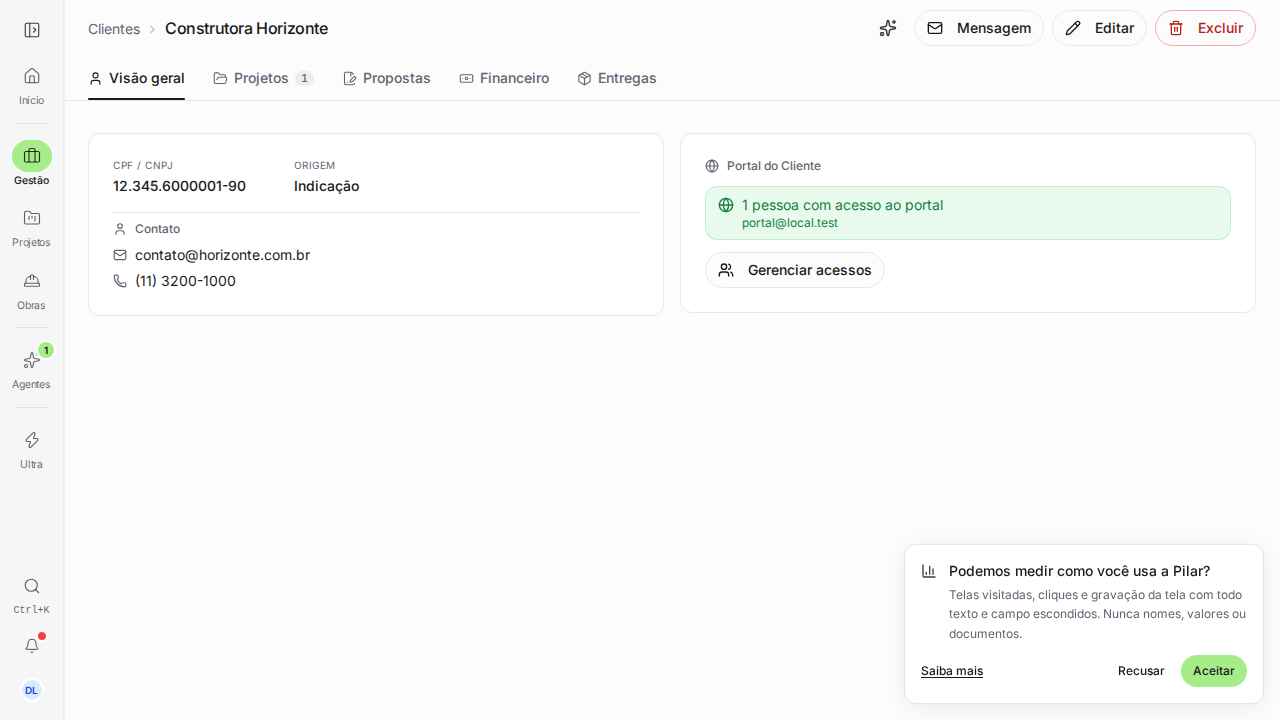 Clientes
Construtora Horizonte
Mensagem
Editar
Excluir
Início
Gestão
Projetos
Obras
1
Agentes
Ultra
Ctrl+K
DL
Visão geral
Projetos 1
Propostas
Financeiro
Entregas
CPF / CNPJ
12.345.6000001-90
ORIGEM
Indicação
Contato
contato@horizonte.com.br
(11) 3200-1000
Portal do Cliente
1 pessoa com acesso ao portal
portal@local.test
Gerenciar acessos
Podemos medir como você usa a Pilar?
Telas visitadas, cliques e gravação da tela com todo
texto e campo escondidos. Nunca nomes, valores ou
documentos.
Saiba mais
Recusar
Aceitar